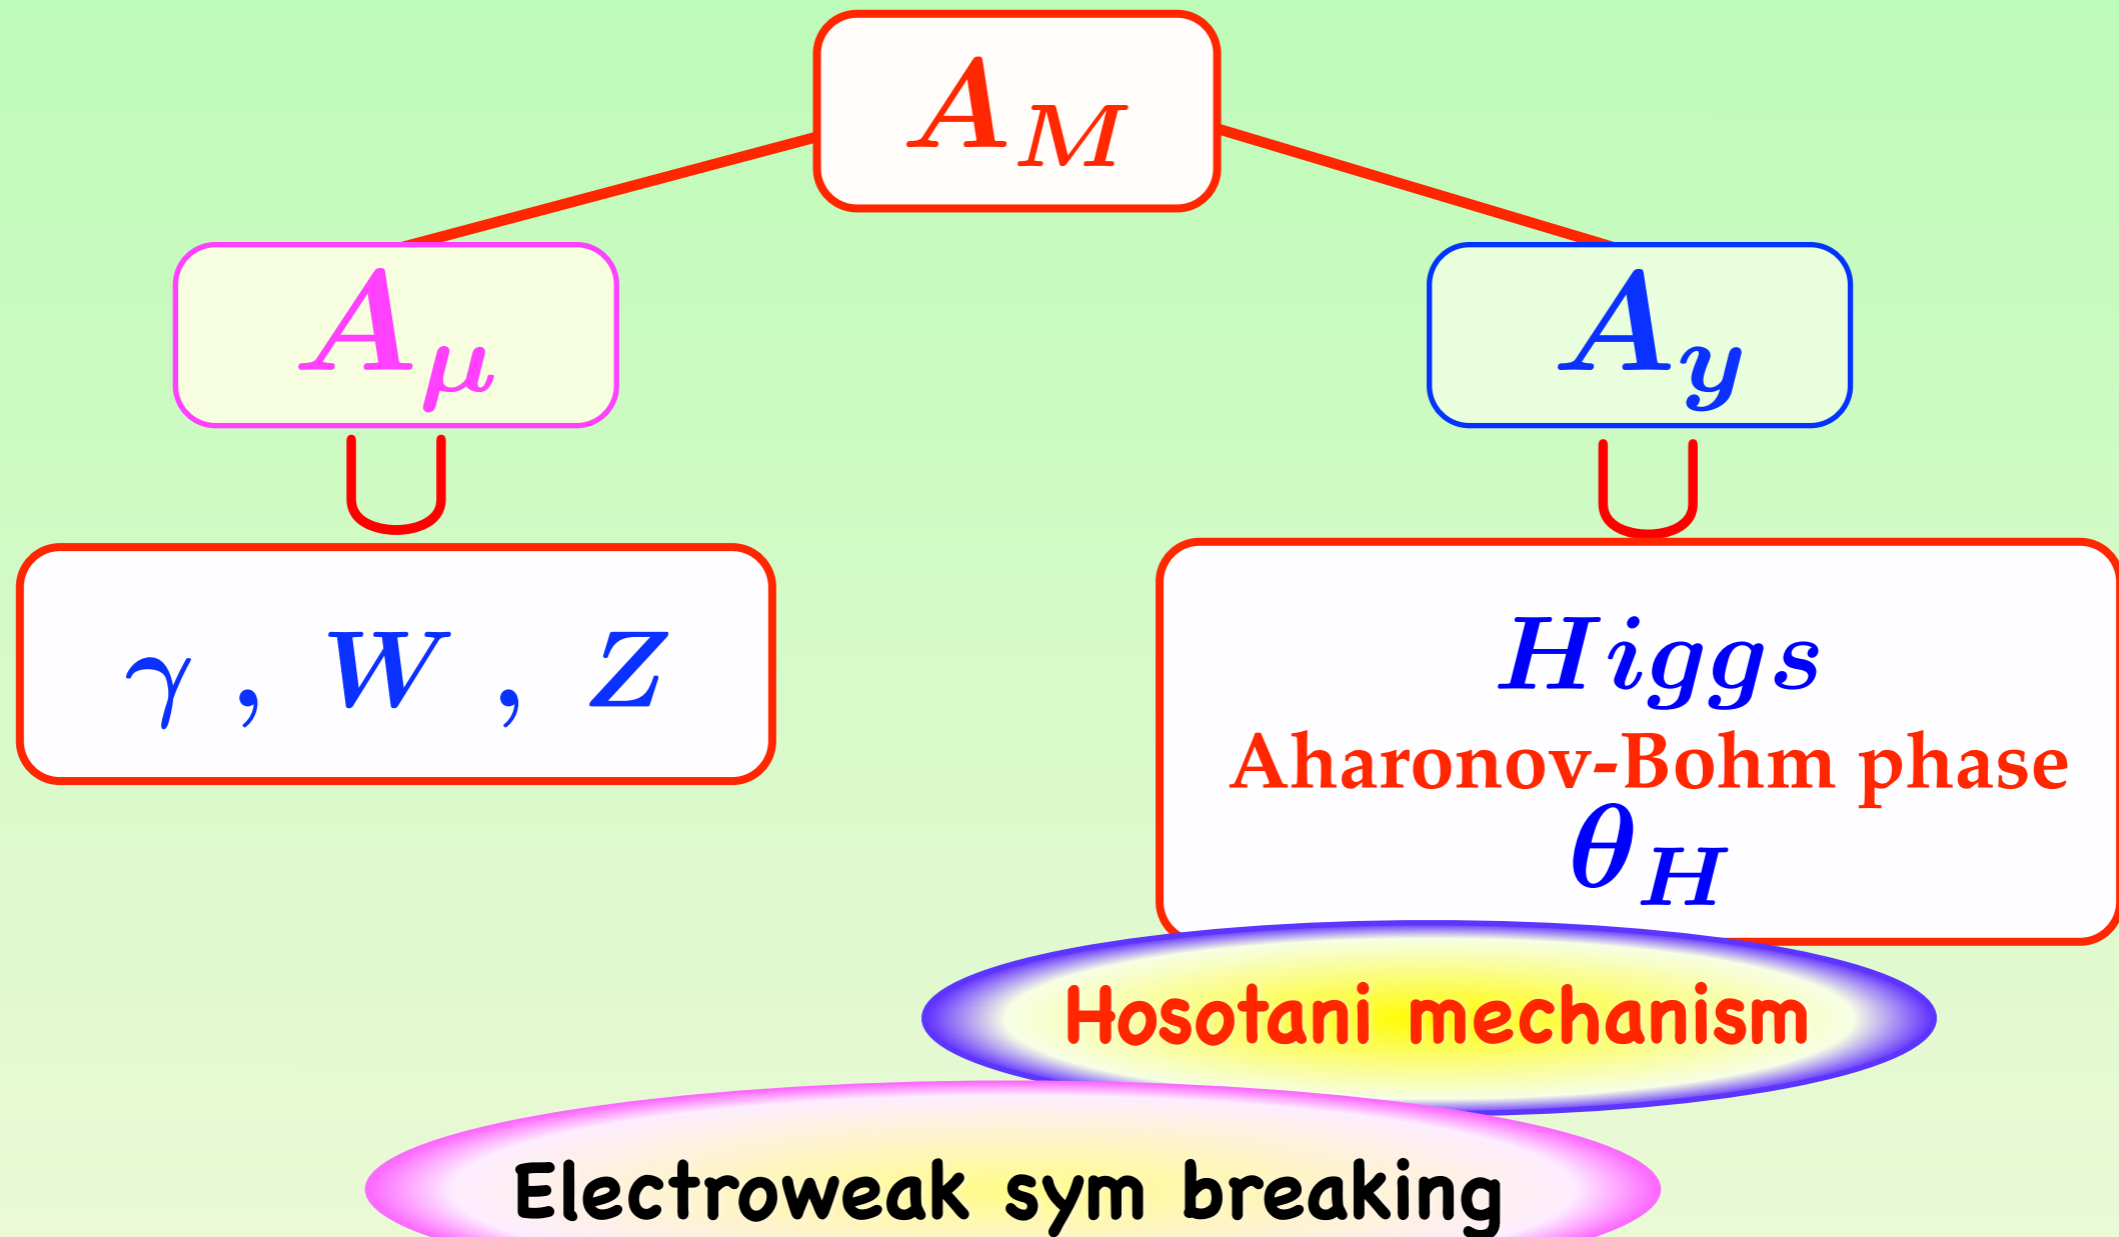 A_M
A_μ
A_y
γ , W , Z
Higgs
Aharonov-Bohm phase
θ_H
Hosotani mechanism
Electroweak sym breaking